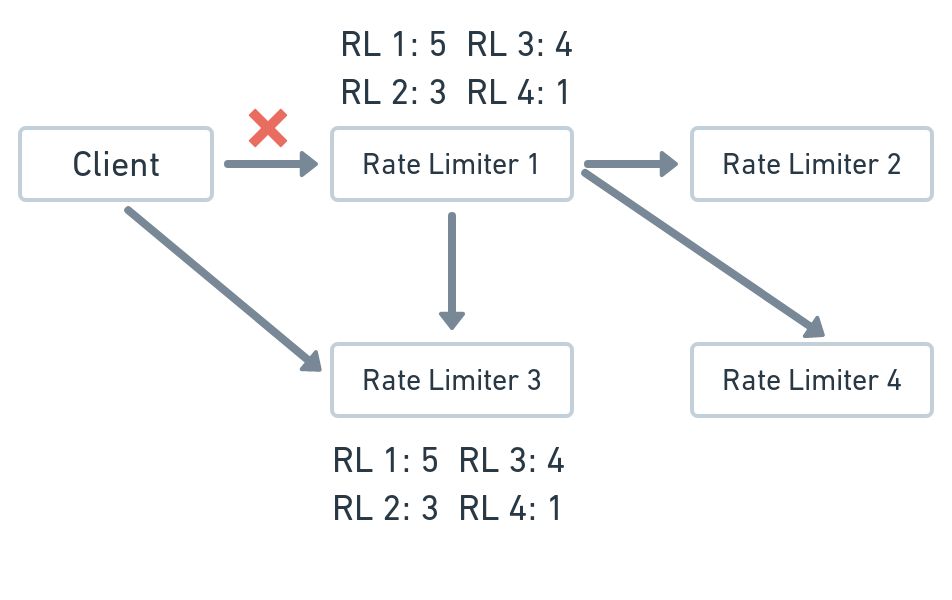 RL 1: 5 RL 3: 4
RL 2: 3 RL 4: 1
Client
Rate Limiter 1
Rate Limiter 2
Rate Limiter 3
Rate Limiter 4
RL 1: 5 RL 3: 4
RL 2: 3 RL 4: 1